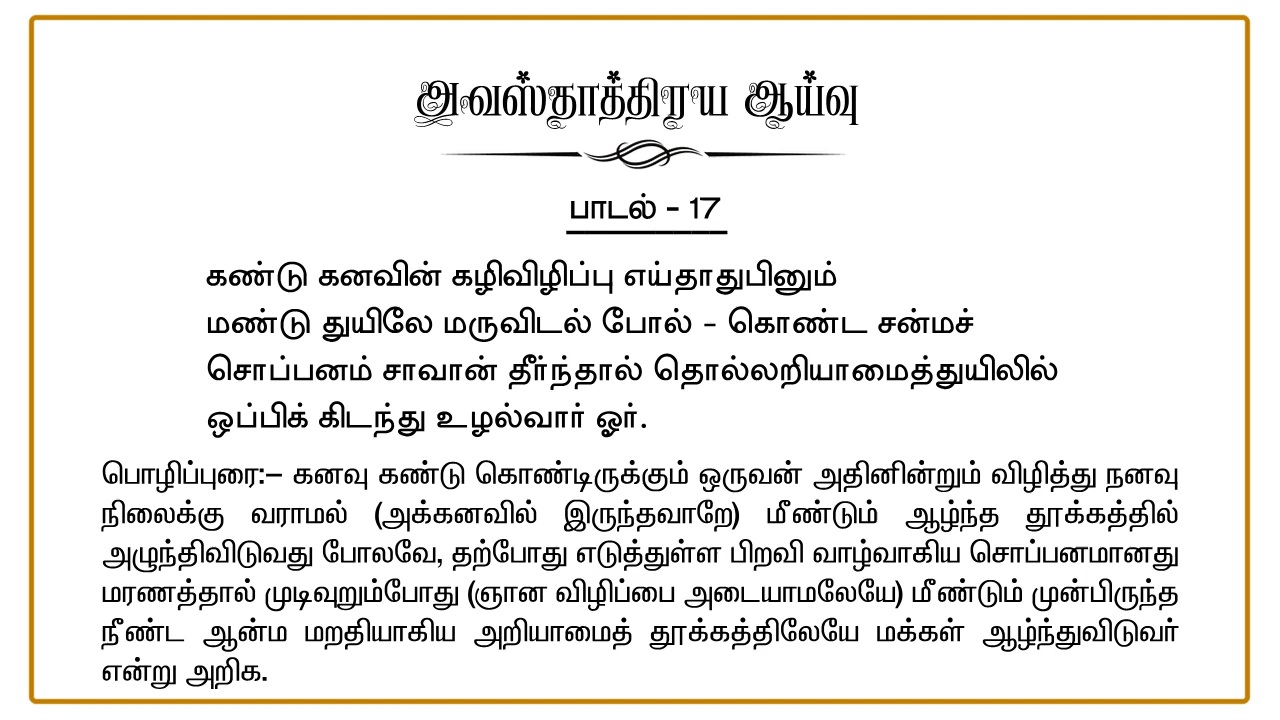 அவஸ்தாத்திரய ஆய்வு
பாடல் - 17
கண்டு கனவின் கழிவிழிப்பு எய்தாதுபினும்
மண்டு துயிலே மருவிடல் போல் - கொண்ட சன்மச்
சொப்பனம் சாவான் தீர்ந்தால் தொல்லறியாமைத்துயிலில்
ஒப்பிக் கிடந்து உழல்வார் ஓர்.
பொழிப்புரை:– கனவு கண்டு கொண்டிருக்கும் ஒருவன் அதினின்றும் விழித்து நனவு
நிலைக்கு வராமல் (அக்கனவில் இருந்தவாறே) மீண்டும் ஆழ்ந்த தூக்கத்தில்
அழுந்திவிடுவது போலவே, தற்போது எடுத்துள்ள பிறவி வாழ்வாகிய சொப்பனமானது
மரணத்தால் முடிவுறும்போது (ஞான விழிப்பை அடையாமலேயே) மீண்டும் முன்பிருந்த
நீண்ட ஆன்ம மறதியாகிய அறியாமைத் தூக்கத்திலேயே மக்கள் ஆழ்ந்துவிடுவர்
என்று அறிக.